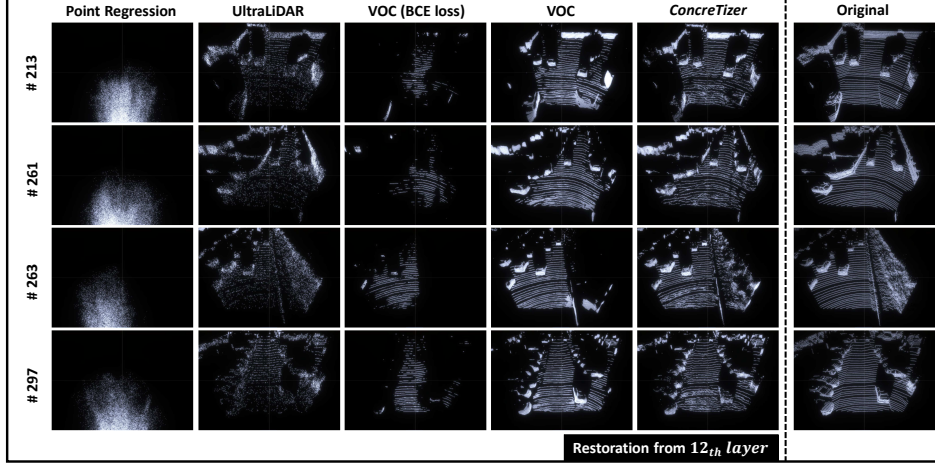 Point Regression UltraLiDAR VOC (BCE loss) VOC ConcreTizer Original
# 213
# 261
# 263
# 297
Restoration from 12th layer